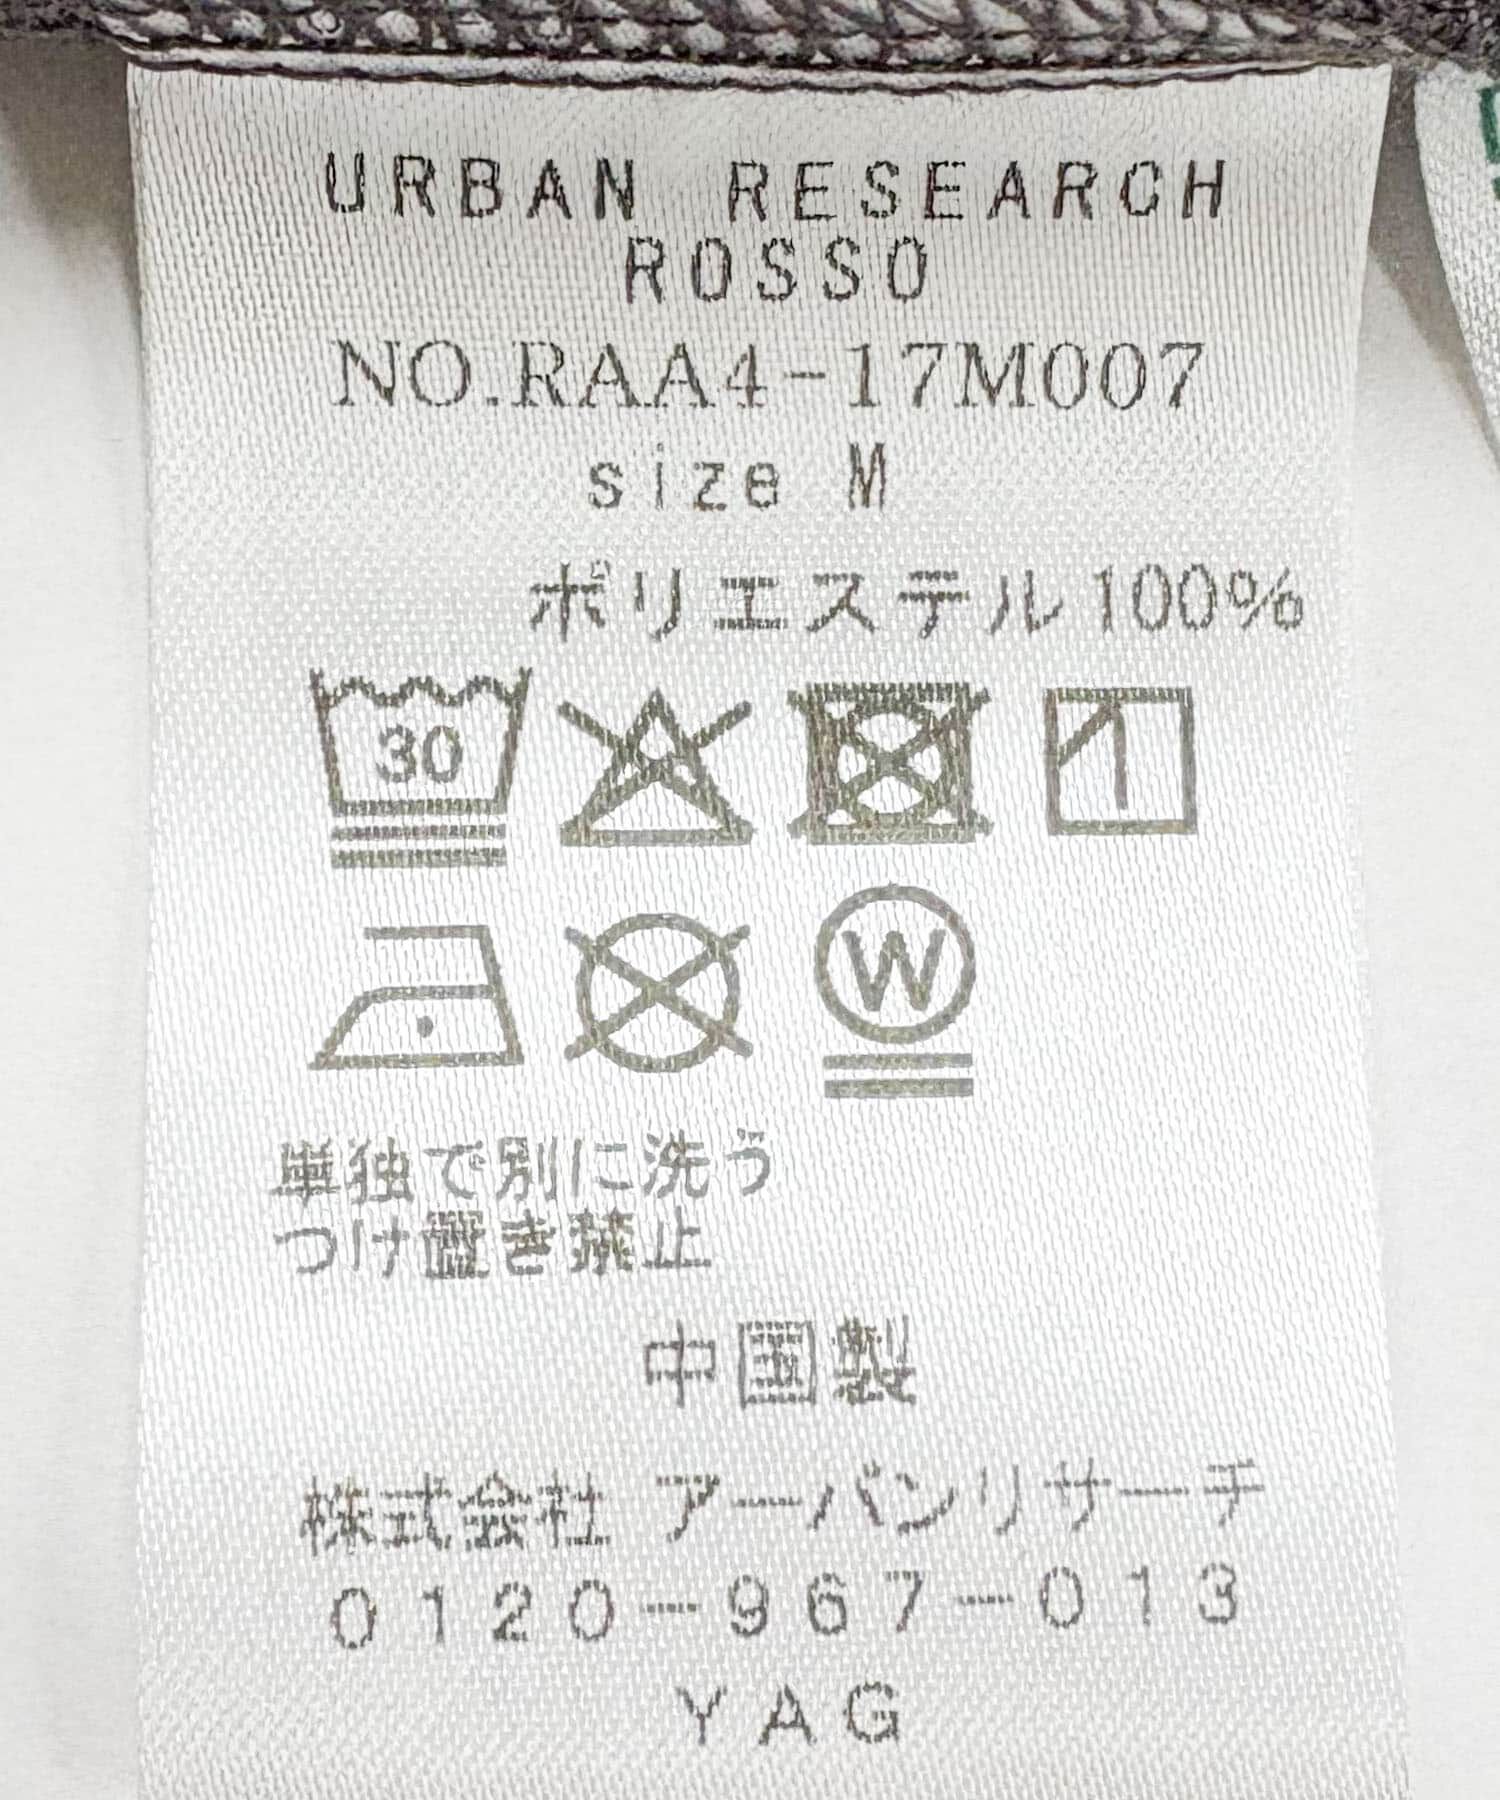 URBAN RESEARCH
ROSSO
NO.RAA4-17M007
size M
ポリエステル100%
30
W
単独で別に洗う
つけ置き禁止
中国製
株式会社 アーバンリサーチ
0120-967-013
YAG